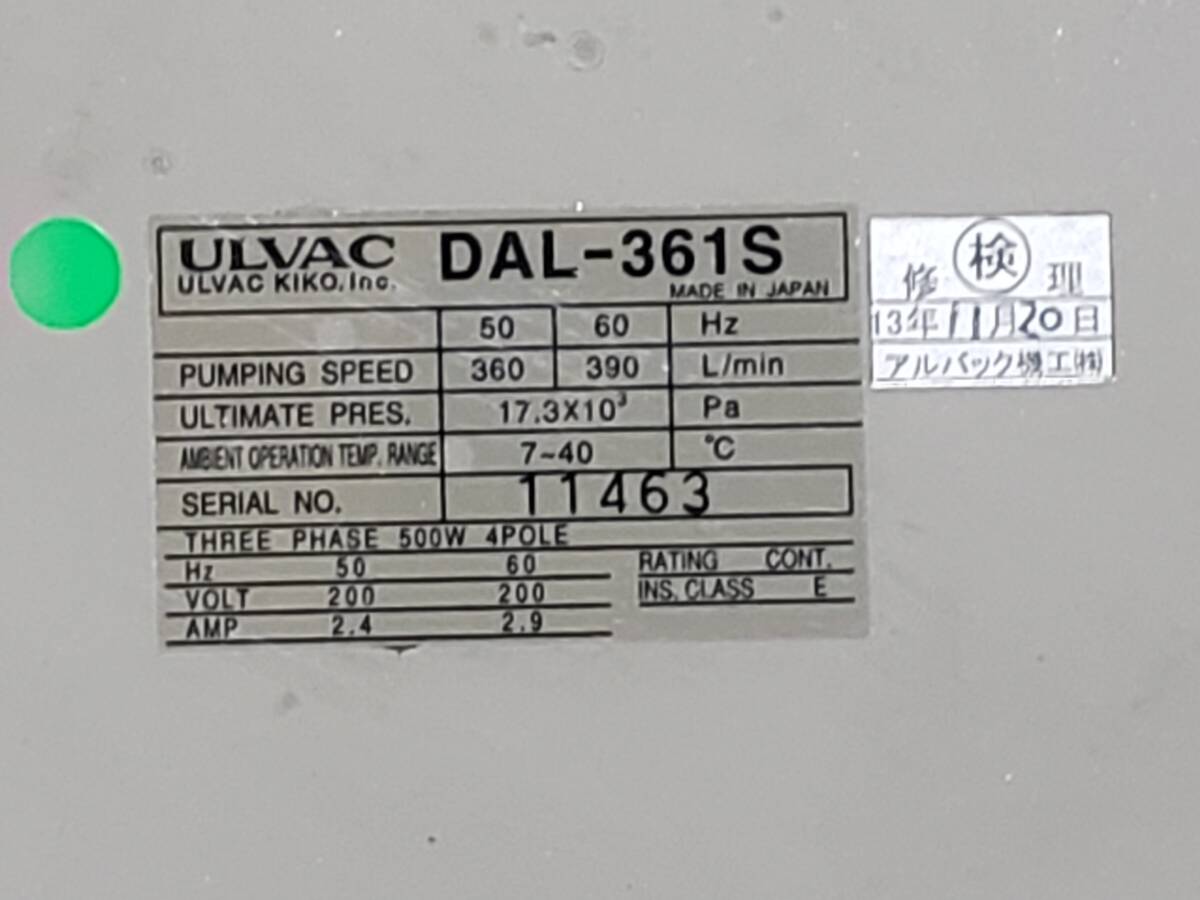 ULVAC DAL-361S
ULVAC KIKO, Inc. MADE IN JAPAN
50 60 Hz
PUMPING SPEED 360 390 L/min
ULTIMATE PRES. 17.3X10³ Pa
AMBIENT OPERATION TEMP. RANGE 7~40 ℃
SERIAL NO. 11463
THREE PHASE 500W 4POLE
Hz 50 60
VOLT 200 200
AMP 2.4 2.9
RATING CONT.
INS. CLASS E
修 検 理
13年11月20日
アルバック機工(株)